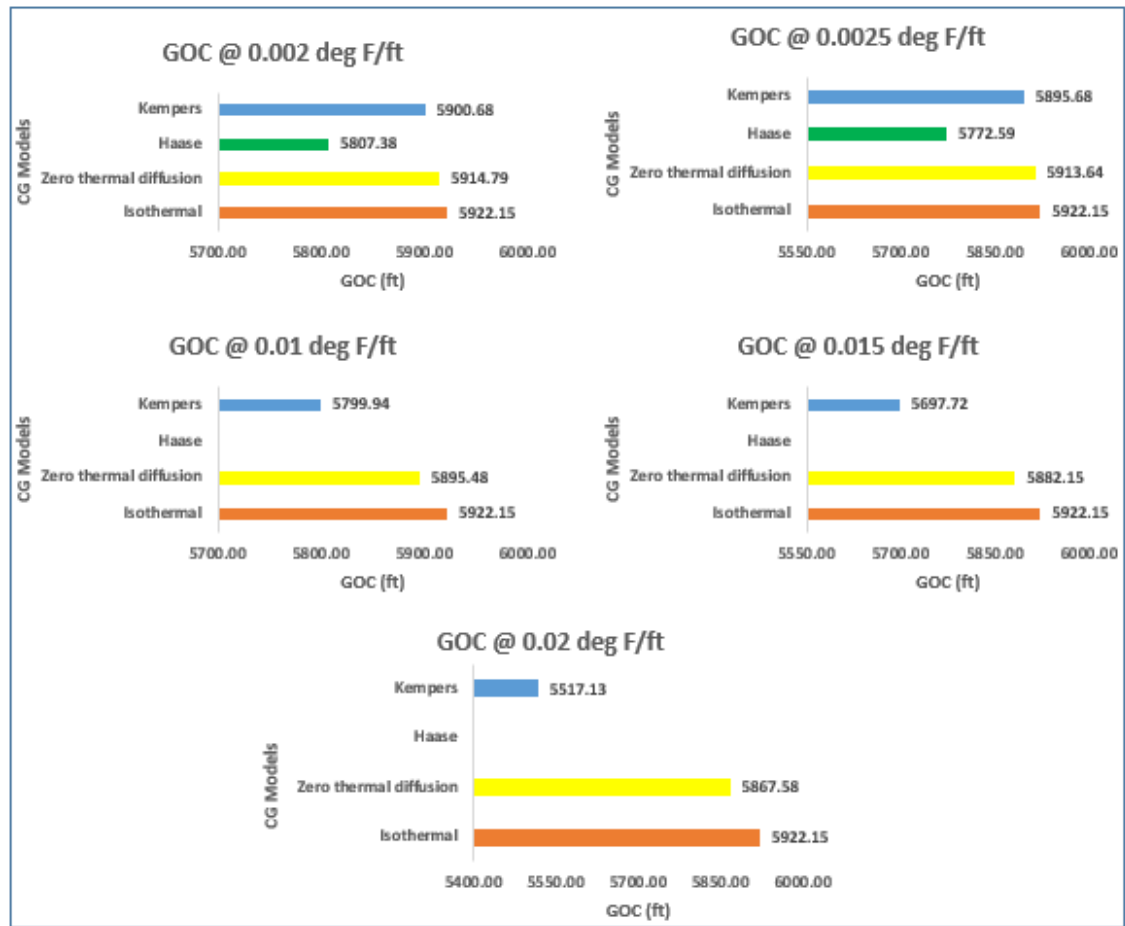 GOC @ 0.002 deg F/ft
CG Models
Kempers
5900.68
Haase
5807.38
Zero thermal diffusion
5914.79
Isothermal
5922.15
5700.00 5800.00 5900.00 6000.00
GOC (ft)
GOC @ 0.0025 deg F/ft
CG Models
Kempers
5895.68
Haase
5772.59
Zero thermal diffusion
5913.64
Isothermal
5922.15
5550.00 5700.00 5850.00 6000.00
GOC (ft)
GOC @ 0.01 deg F/ft
CG Models
Kempers
5799.94
Haase
Zero thermal diffusion
5895.48
Isothermal
5922.15
5700.00 5800.00 5900.00 6000.00
GOC (ft)
GOC @ 0.015 deg F/ft
CG Models
Kempers
5697.72
Haase
Zero thermal diffusion
5882.15
Isothermal
5922.15
5550.00 5700.00 5850.00 6000.00
GOC (ft)
GOC @ 0.02 deg F/ft
CG Models
Kempers
5517.13
Haase
Zero thermal diffusion
5867.58
Isothermal
5922.15
5400.00 5550.00 5700.00 5850.00 6000.00
GOC (ft)